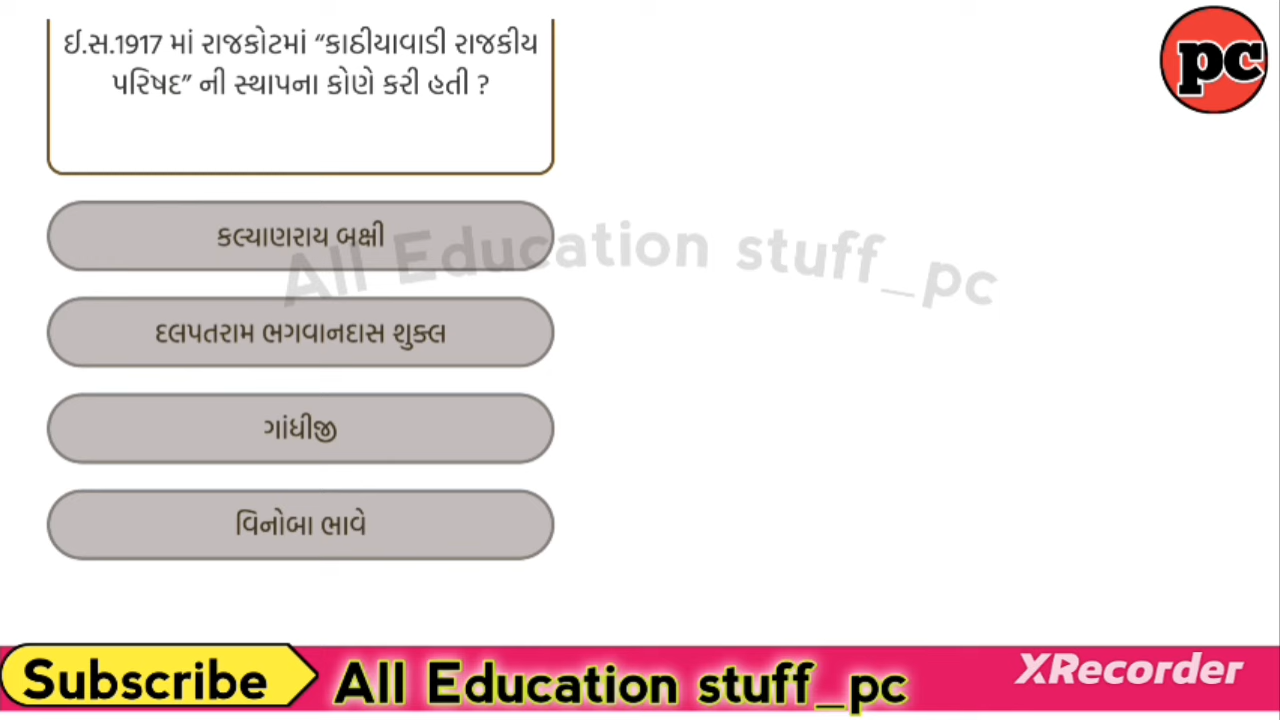 ઈ.સ.1917 માં રાજકોટમાં “કાઠીયાવાડી રાજકીય
પરિષદ” ની સ્થાપના કોણે કરી હતી ?
pc
કલ્યાણરાય બક્ષી
All Education stuff_pc
દલપતરામ ભગવાનદાસ શુક્લ
ગાંધીજી
વિનોબા ભાવે
Subscribe All Education stuff_pc
XRecorder